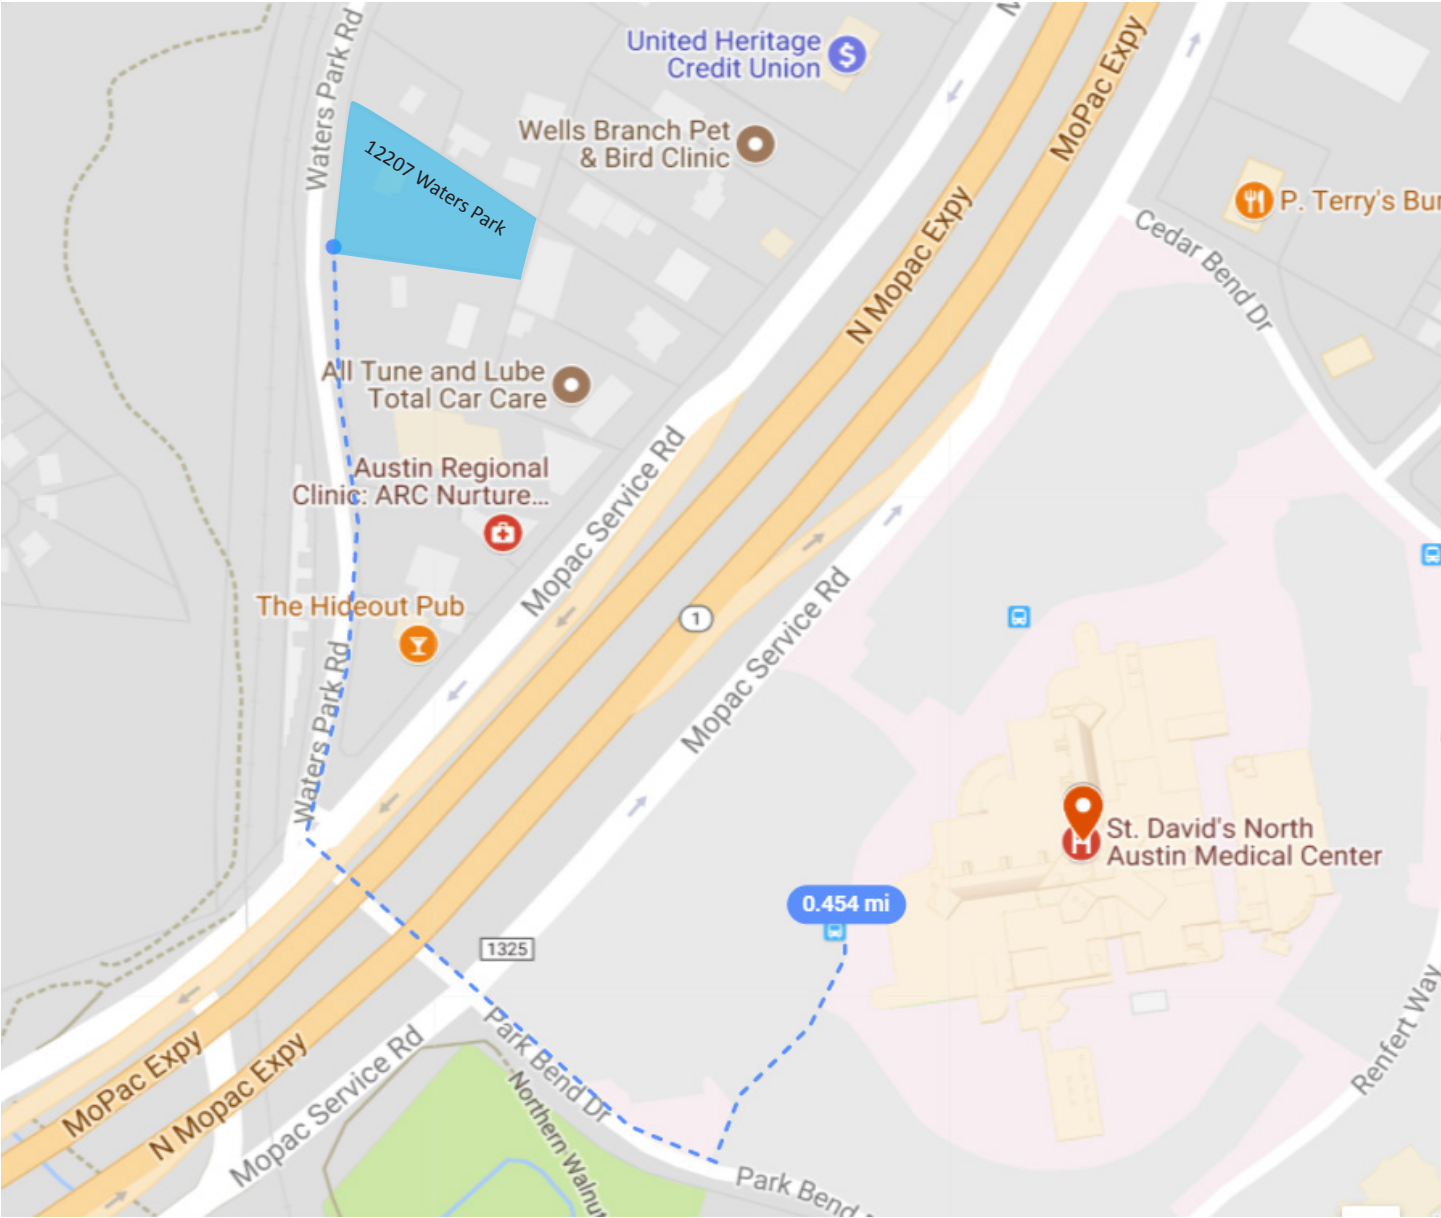 Waters Park Rd
United Heritage
Credit Union
$
MoPac Expy
Wells Branch Pet
& Bird Clinic
12207 Waters Park
P. Terry's Bur
Cedar Bend Dr
N Mopac Expy
All Tune and Lube
Total Car Care
Austin Regional
Clinic: ARC Nurture...
Mopac Service Rd
The Hideout Pub
1
Mopac Service Rd
Waters Park Rd
St. David's North
Austin Medical Center
H
0.454 mi
1325
Park Bend Dr
MoPac Expy
N Mopac Expy
Mopac Service Rd
Northern Walnut
Renfert Way
Park Bend